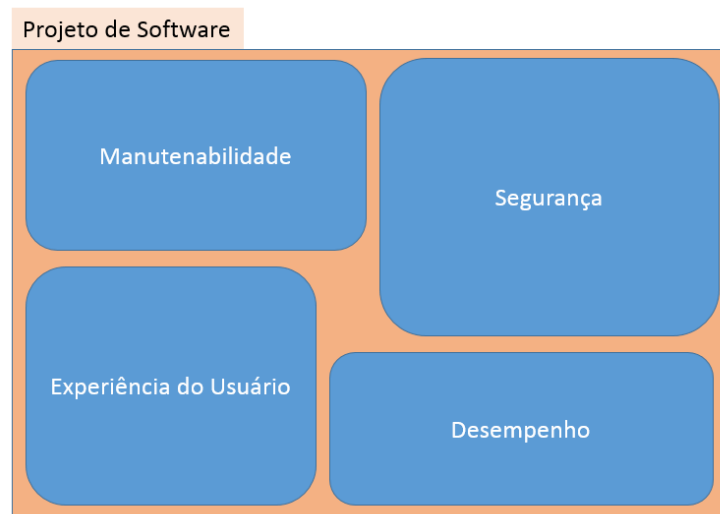 Projeto de Software
Manutenabilidade
Segurança
Experiência do Usuário
Desempenho